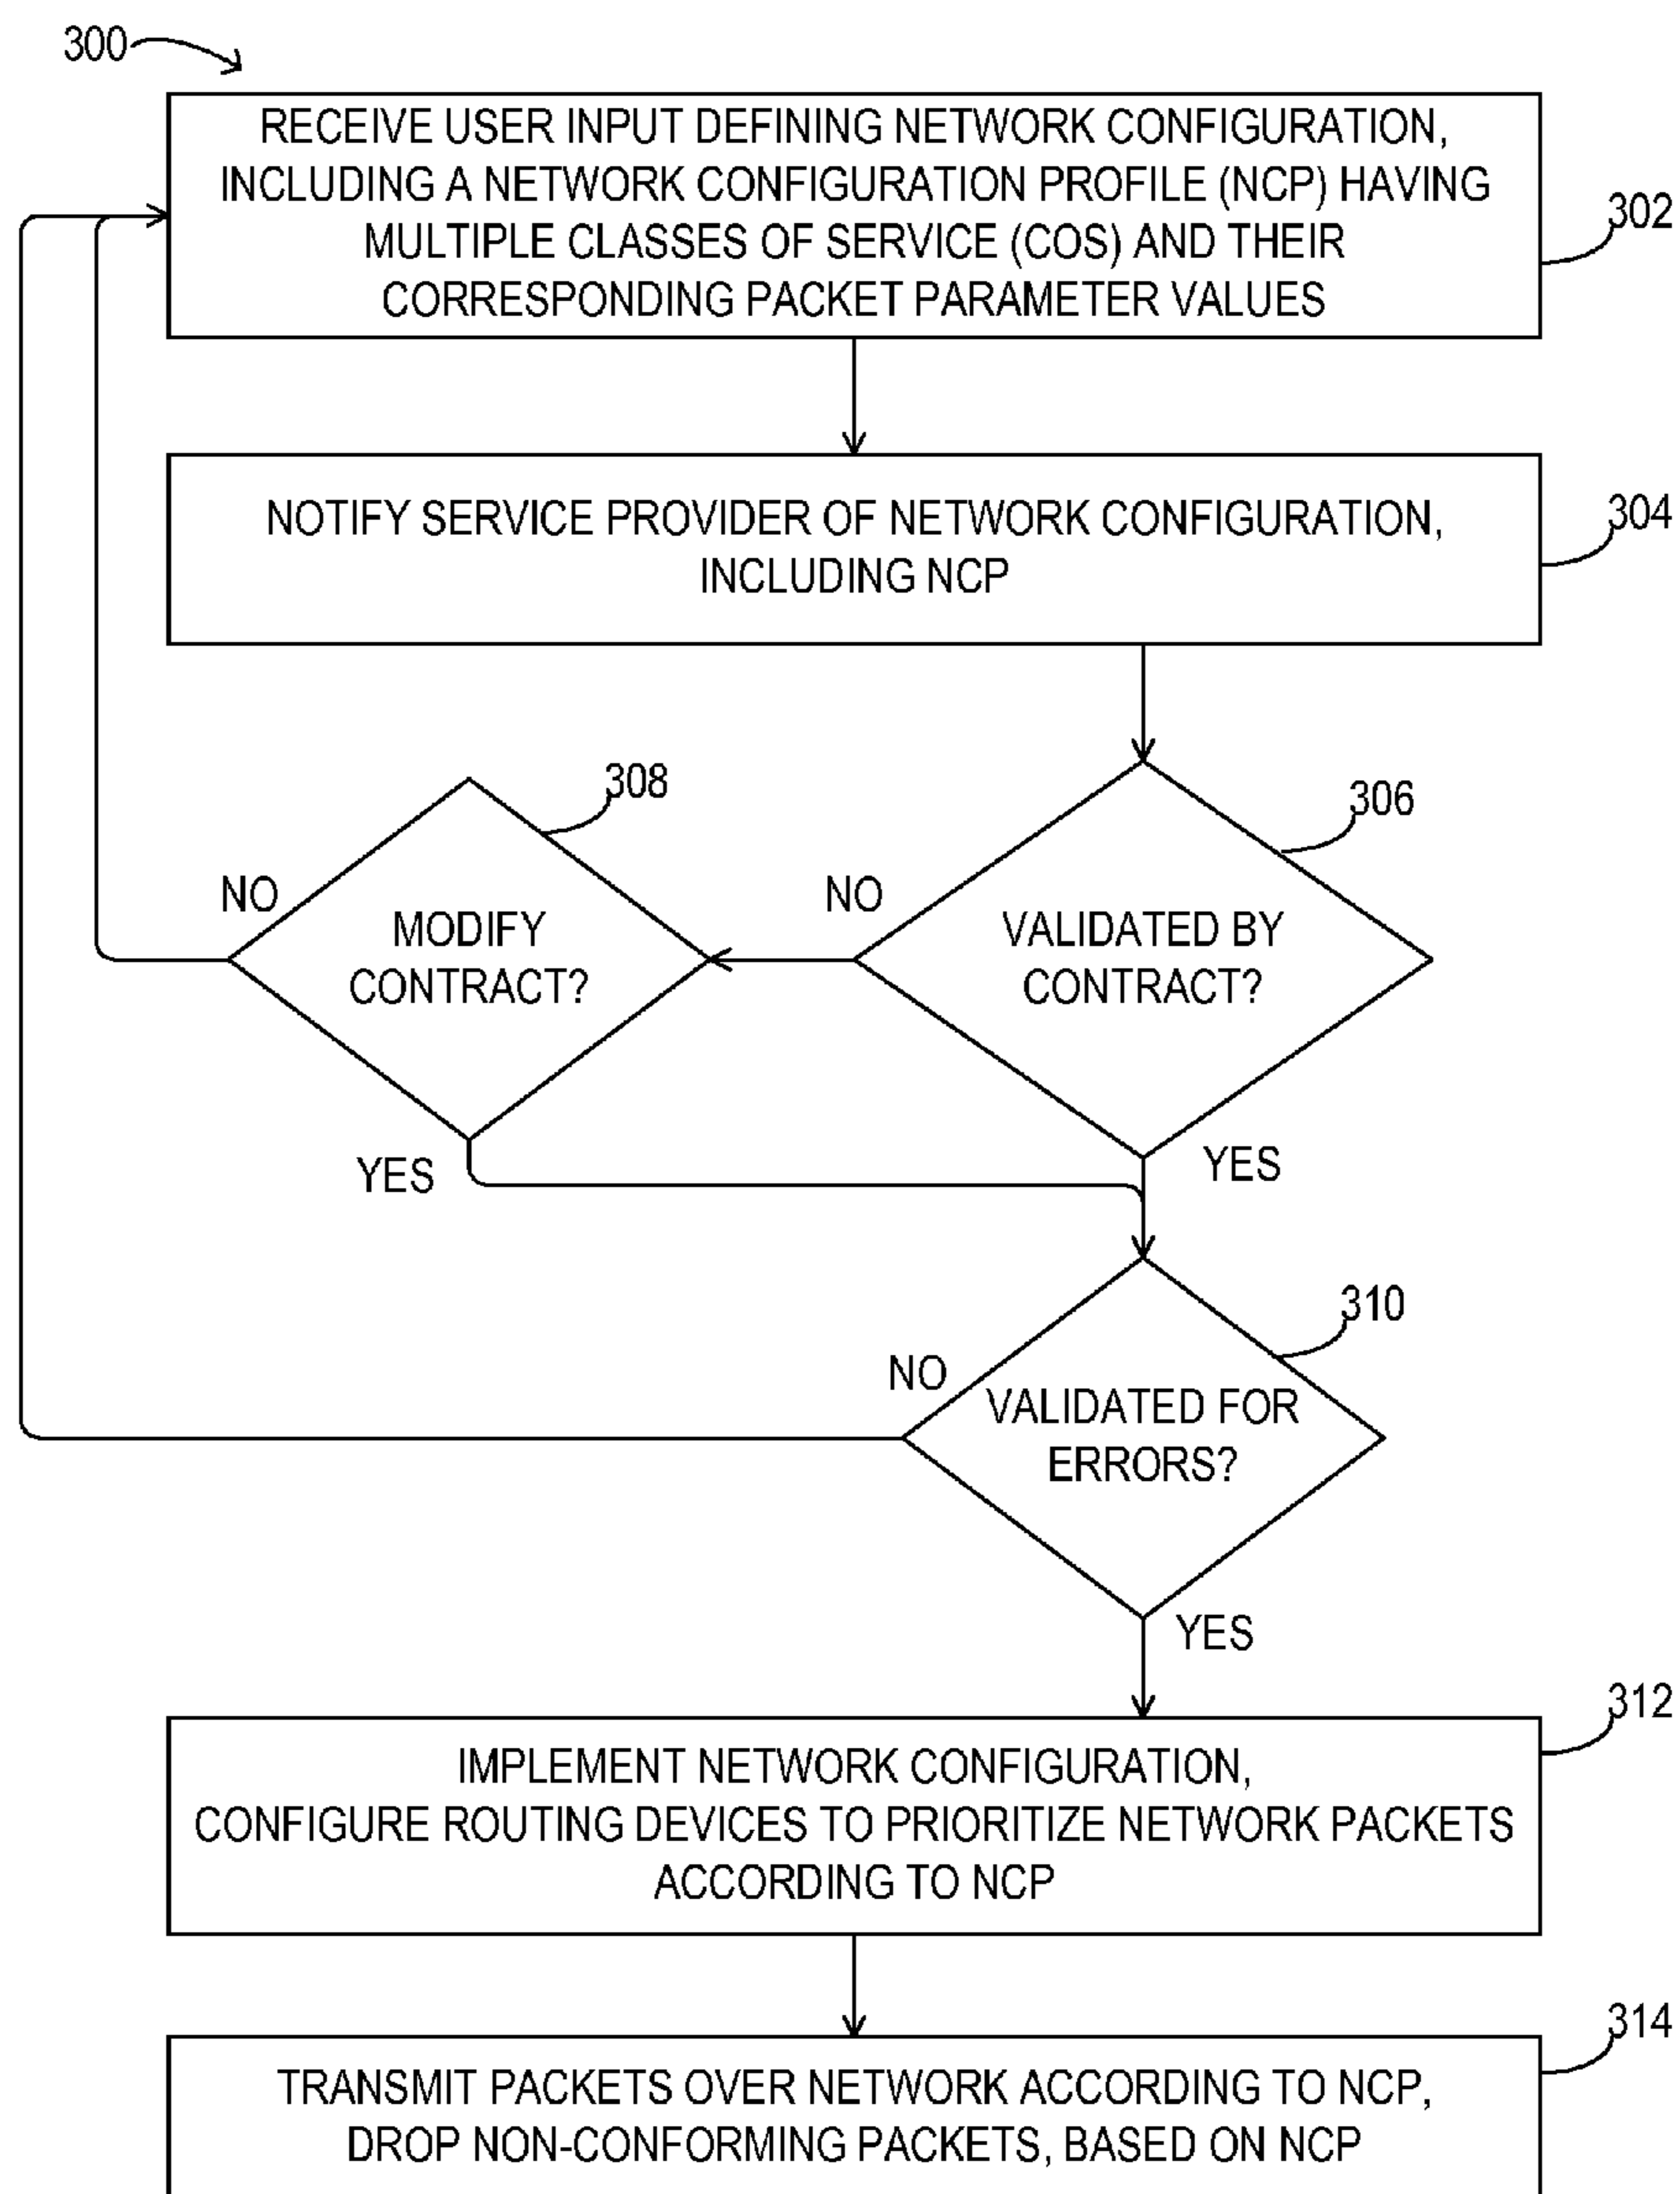 300
RECEIVE USER INPUT DEFINING NETWORK CONFIGURATION,
INCLUDING A NETWORK CONFIGURATION PROFILE (NCP) HAVING
MULTIPLE CLASSES OF SERVICE (COS) AND THEIR
CORRESPONDING PACKET PARAMETER VALUES
302
NOTIFY SERVICE PROVIDER OF NETWORK CONFIGURATION,
INCLUDING NCP
304
308
306
NO
MODIFY
CONTRACT?
NO
VALIDATED BY
CONTRACT?
YES
YES
310
NO
VALIDATED FOR
ERRORS?
YES
312
IMPLEMENT NETWORK CONFIGURATION,
CONFIGURE ROUTING DEVICES TO PRIORITIZE NETWORK PACKETS
ACCORDING TO NCP
314
TRANSMIT PACKETS OVER NETWORK ACCORDING TO NCP,
DROP NON-CONFORMING PACKETS, BASED ON NCP